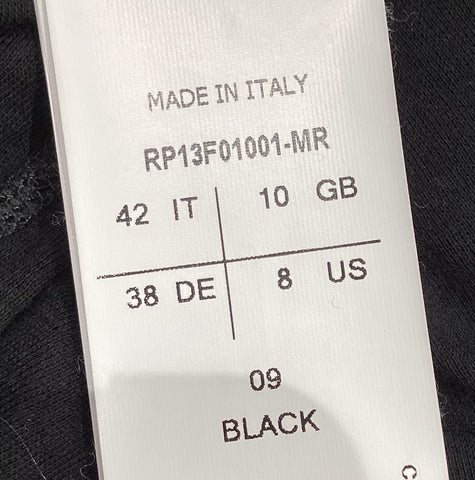 MADE IN ITALY
RP13F01001-MR
42 IT 10 GB
38 DE 8 US
09
BLACK
C